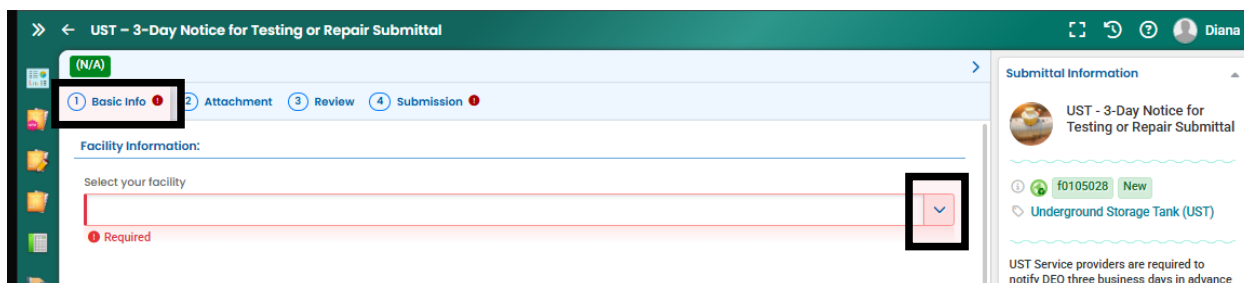 UST – 3-Day Notice for Testing or Repair Submittal
Diana
(N/A)
1 Basic Info
2 Attachment
3 Review
4 Submission
Facility Information:
Select your facility
Required
Submittal Information
UST - 3-Day Notice for
Testing or Repair Submittal
f0105028 New
Underground Storage Tank (UST)
UST Service providers are required to
notify DEQ three business days in advance